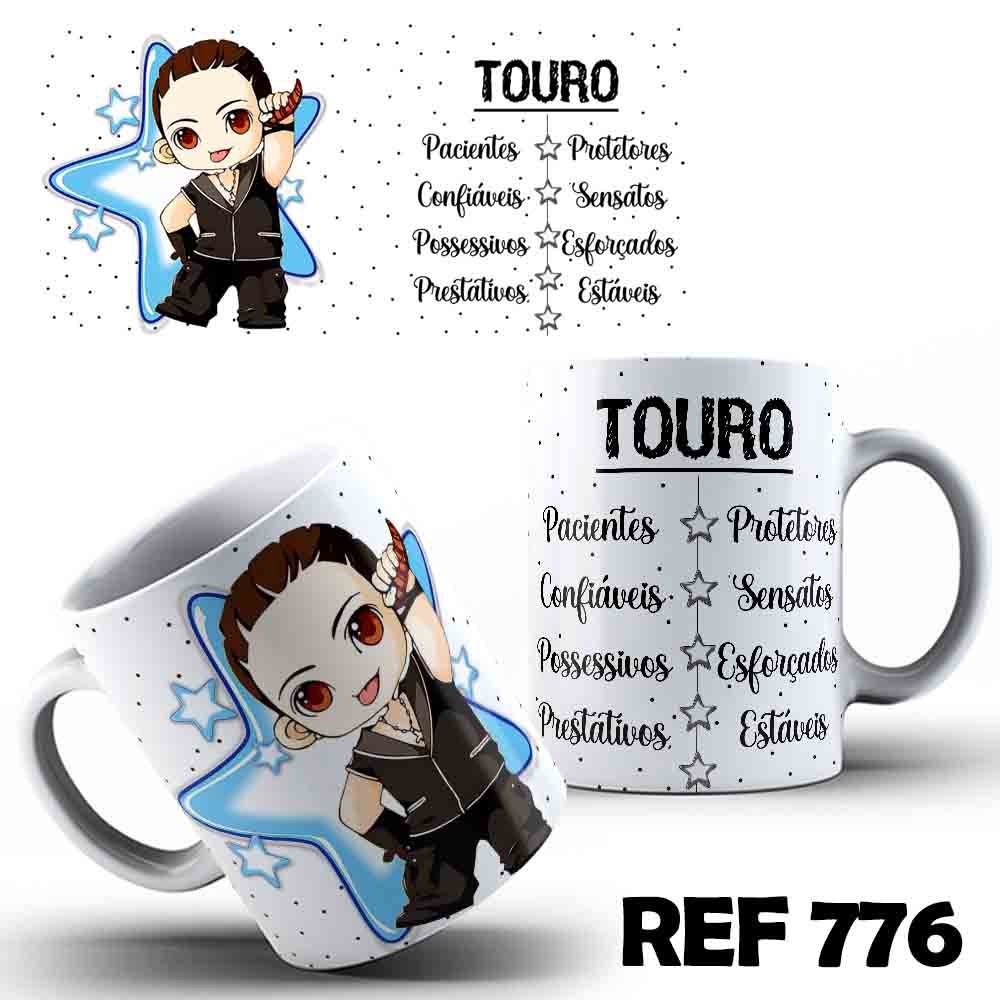 TOURO
Pacientes Protetores
Confiáveis Sensatos
Possessivos Esforçados
Prestativos Estáveis
TOURO
Pacientes Protetores
Confiáveis Sensatos
Possessivos Esforçados
Prestativos Estáveis
REF 776